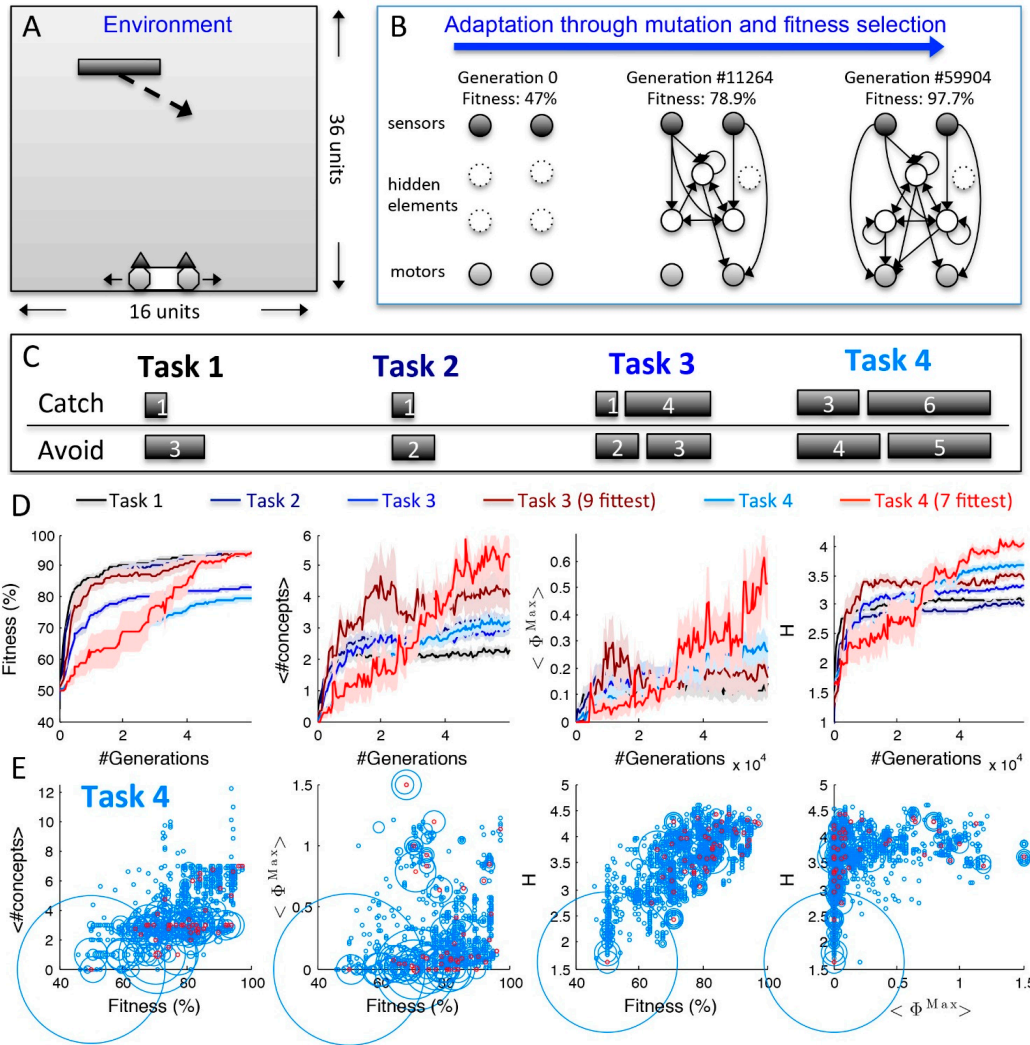 A
Environment
36 units
16 units
B
Adaptation through mutation and fitness selection
Generation 0
Fitness: 47%
Generation #11264
Fitness: 78.9%
Generation #59904
Fitness: 97.7%
sensors
hidden
elements
motors
C
Task 1
Task 2
Task 3
Task 4
Catch
1
1
1
4
3
6
Avoid
3
2
2
3
4
5
D
Task 1
Task 2
Task 3
Task 3 (9 fittest)
Task 4
Task 4 (7 fittest)
Fitness (%)
100
90
80
70
60
50
40
0
2
4
#Generations
<#concepts>
6
5
4
3
2
1
0
0
2
4
#Generations
< Φ^Max >
0.6
0.5
0.4
0.3
0.2
0.1
0
0
2
4
#Generations
x 10^4
H
4
3.5
3
2.5
2
1
0
2
4
#Generations
x 10^4
E
Task 4
<#concepts>
12
10
8
6
4
2
0
40
60
80
100
Fitness (%)
< Φ^Max >
1.5
1
0.5
0
40
60
80
100
Fitness (%)
H
5
4.5
4
3.5
3
2.5
2
1.5
40
60
80
100
Fitness (%)
H
5
4.5
4
3.5
3
2.5
2
1.5
0
0.5
1
1.5
< Φ^Max >